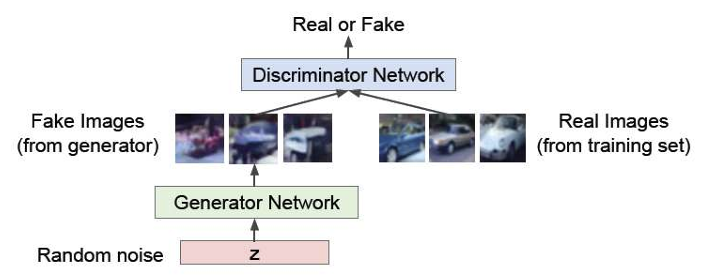 Real or Fake
Discriminator Network
Fake Images
(from generator)
Real Images
(from training set)
Generator Network
Random noise
z